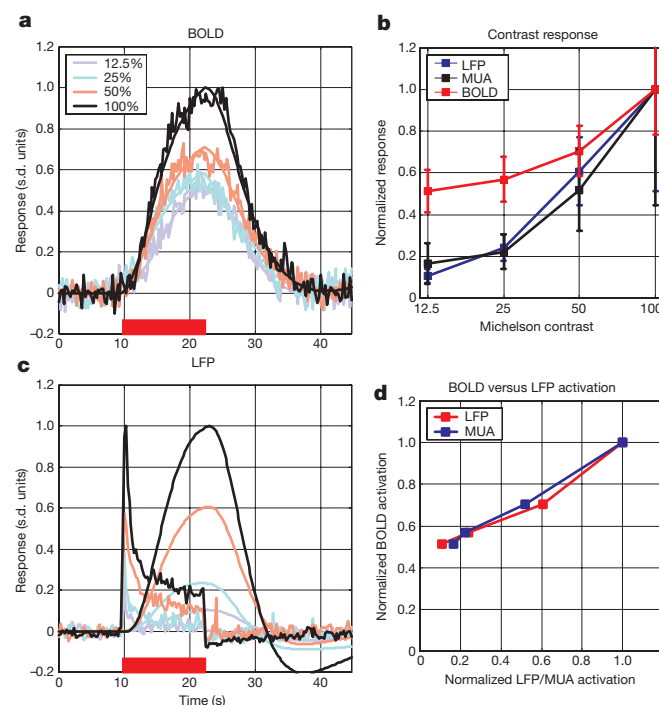 a
BOLD
12.5%
25%
50%
100%
Response (s.d. units)
1.2
1.0
0.8
0.6
0.4
0.2
0
–0.2
0 10 20 30 40
b
Contrast response
LFP
MUA
BOLD
Normalized response
1.2
1.0
0.8
0.6
0.4
0.2
0
12.5 25 50 100
Michelson contrast
c
LFP
Response (s.d. units)
1.2
1.0
0.8
0.6
0.4
0.2
0
–0.2
0 10 20 30 40
Time (s)
d
BOLD versus LFP activation
LFP
MUA
Normalized BOLD activation
1.2
1.0
0.8
0.6
0.4
0.2
0
0 0.2 0.4 0.6 0.8 1.0 1.2
Normalized LFP/MUA activation